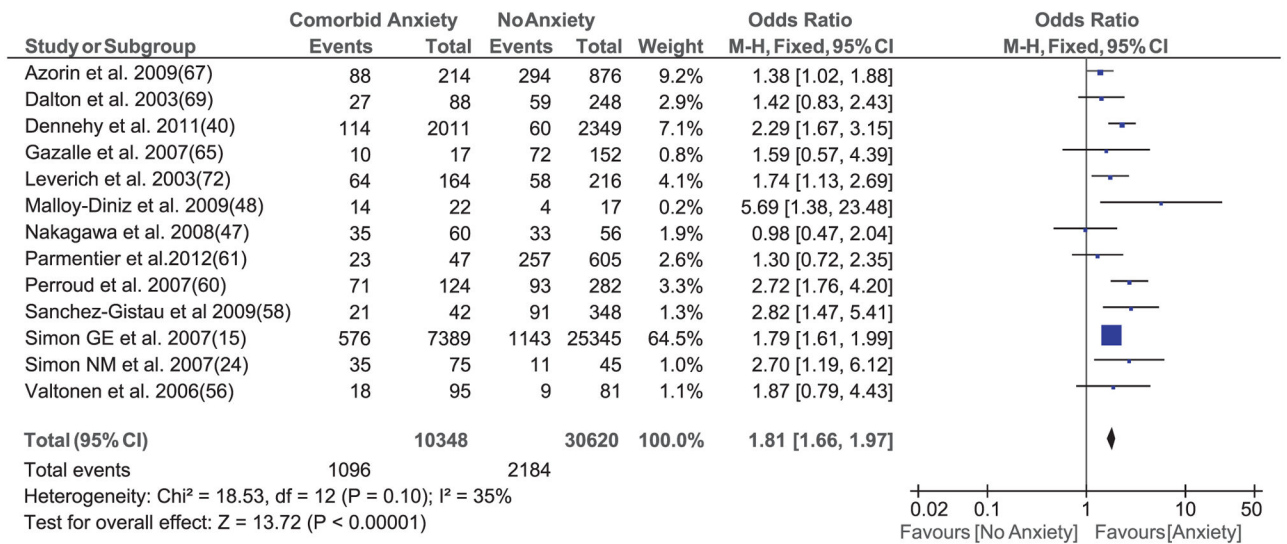 Comorbid Anxiety NoAnxiety Odds Ratio Odds Ratio
Study or Subgroup Events Total Events Total Weight M-H, Fixed, 95% CI M-H, Fixed, 95% CI
Azorin et al. 2009(67) 88 214 294 876 9.2% 1.38 [1.02, 1.88]
Dalton et al. 2003(69) 27 88 59 248 2.9% 1.42 [0.83, 2.43]
Dennehy et al. 2011(40) 114 2011 60 2349 7.1% 2.29 [1.67, 3.15]
Gazalle et al. 2007(65) 10 17 72 152 0.8% 1.59 [0.57, 4.39]
Leverich et al. 2003(72) 64 164 58 216 4.1% 1.74 [1.13, 2.69]
Malloy-Diniz et al. 2009(48) 14 22 4 17 0.2% 5.69 [1.38, 23.48]
Nakagawa et al. 2008(47) 35 60 33 56 1.9% 0.98 [0.47, 2.04]
Parmentier et al.2012(61) 23 47 257 605 2.6% 1.30 [0.72, 2.35]
Perroud et al. 2007(60) 71 124 93 282 3.3% 2.72 [1.76, 4.20]
Sanchez-Gistau et al 2009(58) 21 42 91 348 1.3% 2.82 [1.47, 5.41]
Simon GE et al. 2007(15) 576 7389 1143 25345 64.5% 1.79 [1.61, 1.99]
Simon NM et al. 2007(24) 35 75 11 45 1.0% 2.70 [1.19, 6.12]
Valtonen et al. 2006(56) 18 95 9 81 1.1% 1.87 [0.79, 4.43]
Total (95% CI) 10348 30620 100.0% 1.81 [1.66, 1.97]
Total events 1096 2184
Heterogeneity: Chi² = 18.53, df = 12 (P = 0.10); I² = 35%
Test for overall effect: Z = 13.72 (P < 0.00001)
0.02 0.1 1 10 50
Favours [No Anxiety] Favours[Anxiety]